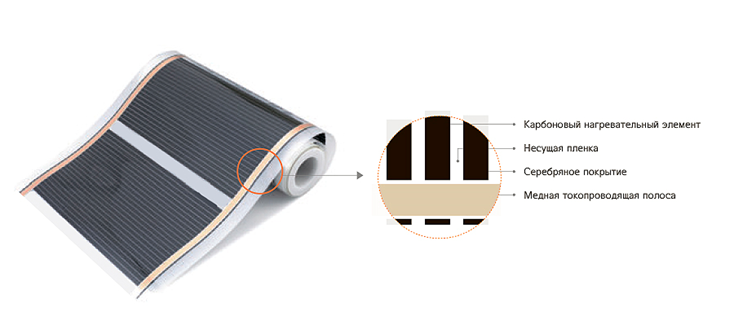 Карбоновый нагревательный элемент
Несущая пленка
Серебряное покрытие
Медная токопроводящая полоса